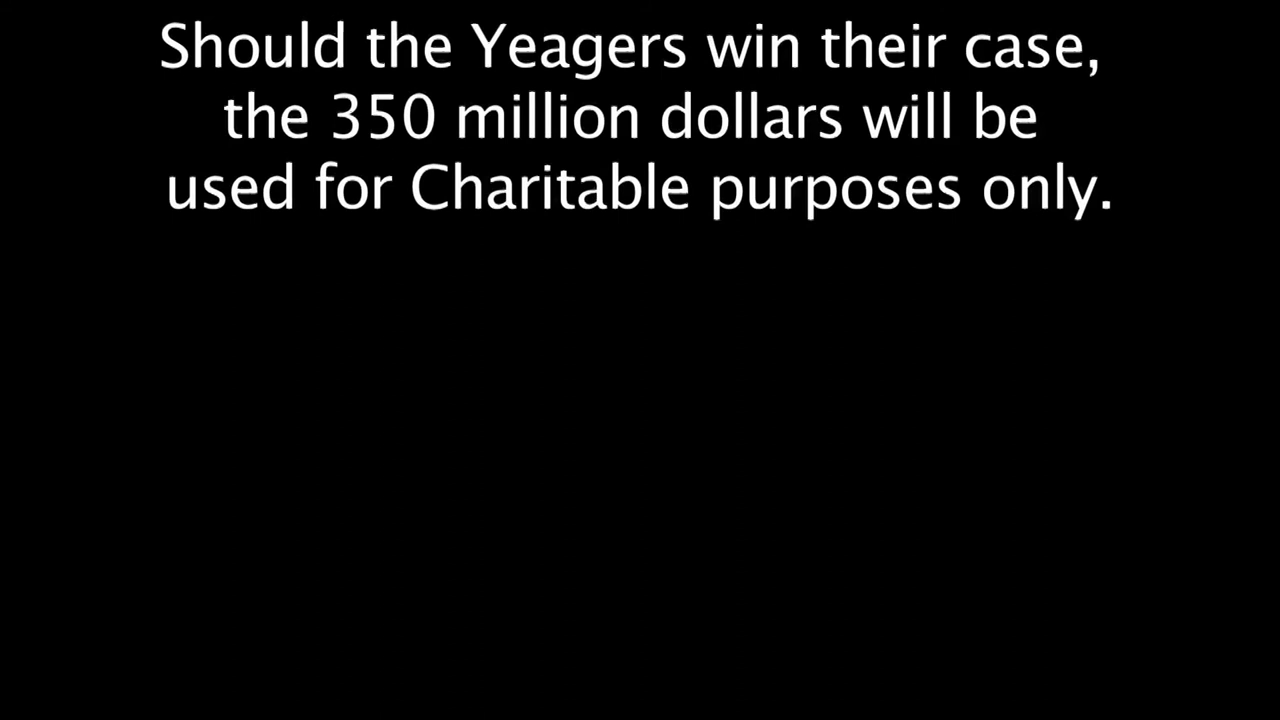 Should the Yeagers win their case,
the 350 million dollars will be
used for Charitable purposes only.